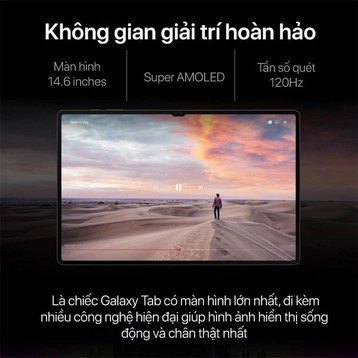 Không gian giải trí hoàn hảo
Màn hình
14.6 inches
Super AMOLED
Tần số quét
120Hz
Là chiếc Galaxy Tab có màn hình lớn nhất, đi kèm
nhiều công nghệ hiện đại giúp hình ảnh hiển thị sống
động và chân thật nhất